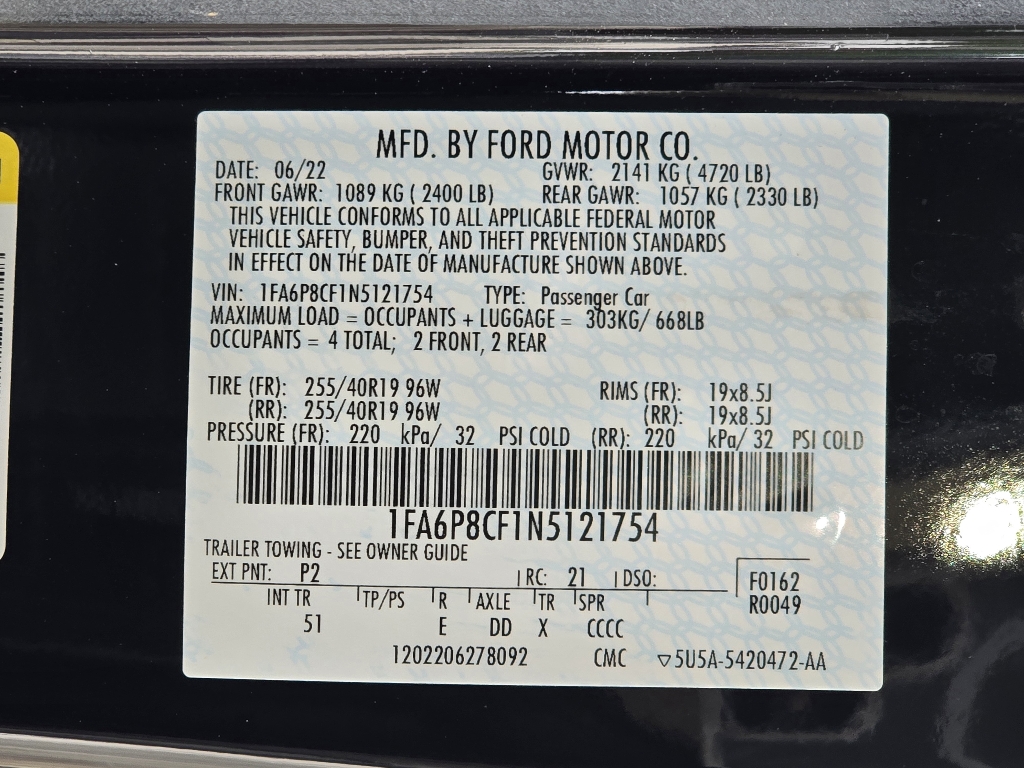 MFD. BY FORD MOTOR CO.
DATE: 06/22 GVWR: 2141 KG ( 4720 LB)
FRONT GAWR: 1089 KG ( 2400 LB) REAR GAWR: 1057 KG ( 2330 LB)
THIS VEHICLE CONFORMS TO ALL APPLICABLE FEDERAL MOTOR
VEHICLE SAFETY, BUMPER, AND THEFT PREVENTION STANDARDS
IN EFFECT ON THE DATE OF MANUFACTURE SHOWN ABOVE.
VIN: 1FA6P8CF1N5121754 TYPE: Passenger Car
MAXIMUM LOAD = OCCUPANTS + LUGGAGE = 303KG/ 668LB
OCCUPANTS = 4 TOTAL; 2 FRONT, 2 REAR
TIRE (FR): 255/40R19 96W RIMS (FR): 19x8.5J
(RR): 255/40R19 96W (RR): 19x8.5J
PRESSURE (FR): 220 kPa/ 32 PSI COLD (RR): 220 kPa/ 32 PSI COLD
1FA6P8CF1N5121754
TRAILER TOWING - SEE OWNER GUIDE
EXT PNT: P2 RC: 21 DSO: F0162
INT TR TP/PS R AXLE TR SPR R0049
51 E DD X CCCC
1202206278092 CMC ▽5U5A-5420472-AA